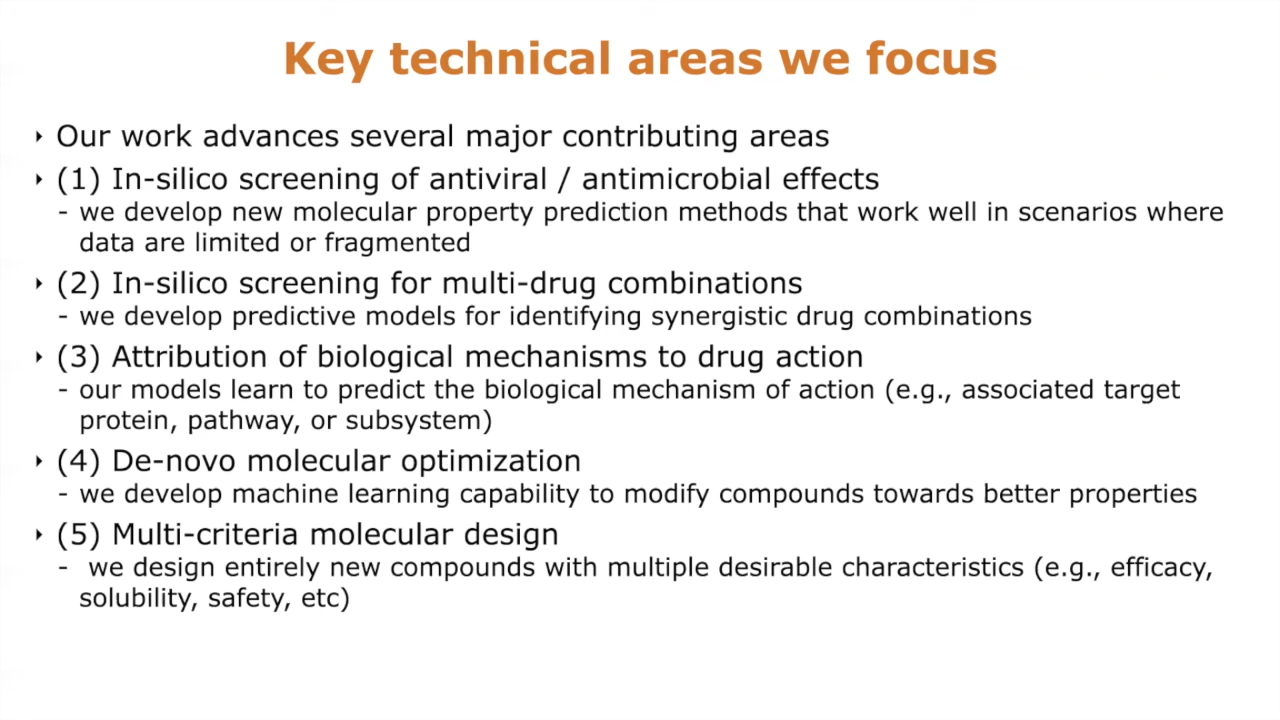 Key technical areas we focus
‣ Our work advances several major contributing areas
‣ (1) In-silico screening of antiviral / antimicrobial effects
- we develop new molecular property prediction methods that work well in scenarios where
data are limited or fragmented
‣ (2) In-silico screening for multi-drug combinations
- we develop predictive models for identifying synergistic drug combinations
‣ (3) Attribution of biological mechanisms to drug action
- our models learn to predict the biological mechanism of action (e.g., associated target
protein, pathway, or subsystem)
‣ (4) De-novo molecular optimization
- we develop machine learning capability to modify compounds towards better properties
‣ (5) Multi-criteria molecular design
- we design entirely new compounds with multiple desirable characteristics (e.g., efficacy,
solubility, safety, etc)